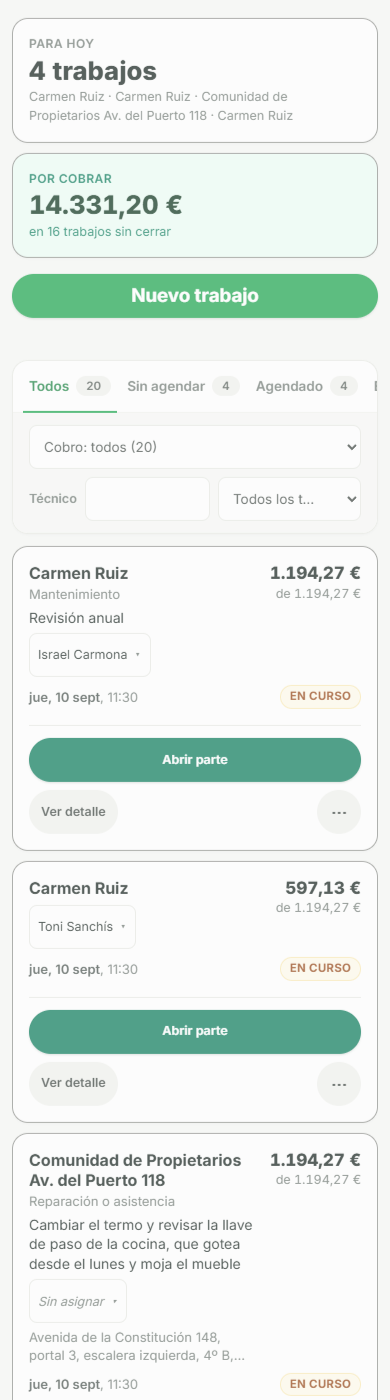 PARA HOY
4 trabajos
Carmen Ruiz · Carmen Ruiz · Comunidad de
Propietarios Av. del Puerto 118 · Carmen Ruiz
POR COBRAR
14.331,20 €
en 16 trabajos sin cerrar
Nuevo trabajo
Todos 20 Sin agendar 4 Agendado 4
Cobro: todos (20)
Técnico Todos los t...
Carmen Ruiz 1.194,27 €
Mantenimiento de 1.194,27 €
Revisión anual
Israel Carmona
jue, 10 sept, 11:30 EN CURSO
Abrir parte
Ver detalle ...
Carmen Ruiz 597,13 €
de 1.194,27 €
Toni Sanchís
jue, 10 sept, 11:30 EN CURSO
Abrir parte
Ver detalle ...
Comunidad de Propietarios 1.194,27 €
Av. del Puerto 118 de 1.194,27 €
Reparación o asistencia
Cambiar el termo y revisar la llave
de paso de la cocina, que gotea
desde el lunes y moja el mueble
Sin asignar
Avenida de la Constitución 148,
portal 3, escalera izquierda, 4º B,...
jue, 10 sept, 11:30 EN CURSO